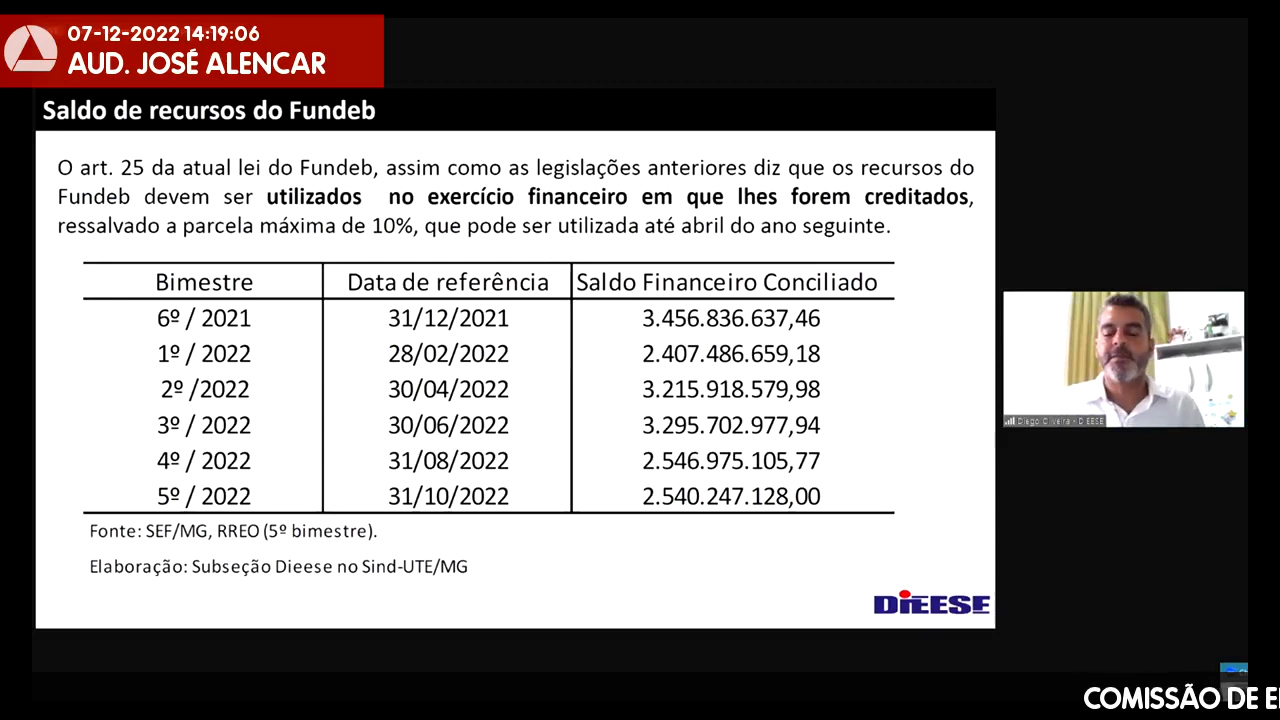 07-12-2022 14:19:06
AUD. JOSÉ ALENCAR
Saldo de recursos do Fundeb
O art. 25 da atual lei do Fundeb, assim como as legislações anteriores diz que os recursos do
Fundeb devem ser utilizados no exercício financeiro em que lhes forem creditados,
ressalvado a parcela máxima de 10%, que pode ser utilizada até abril do ano seguinte.
Bimestre Data de referência Saldo Financeiro Conciliado
6º / 2021 31/12/2021 3.456.836.637,46
1º / 2022 28/02/2022 2.407.486.659,18
2º /2022 30/04/2022 3.215.918.579,98
3º / 2022 30/06/2022 3.295.702.977,94
4º / 2022 31/08/2022 2.546.975.105,77
5º / 2022 31/10/2022 2.540.247.128,00
Fonte: SEF/MG, RREO (5º bimestre).
Elaboração: Subseção Dieese no Sind-UTE/MG
DIEESE
Diego Oliveira - DIEESE
COMISSÃO DE